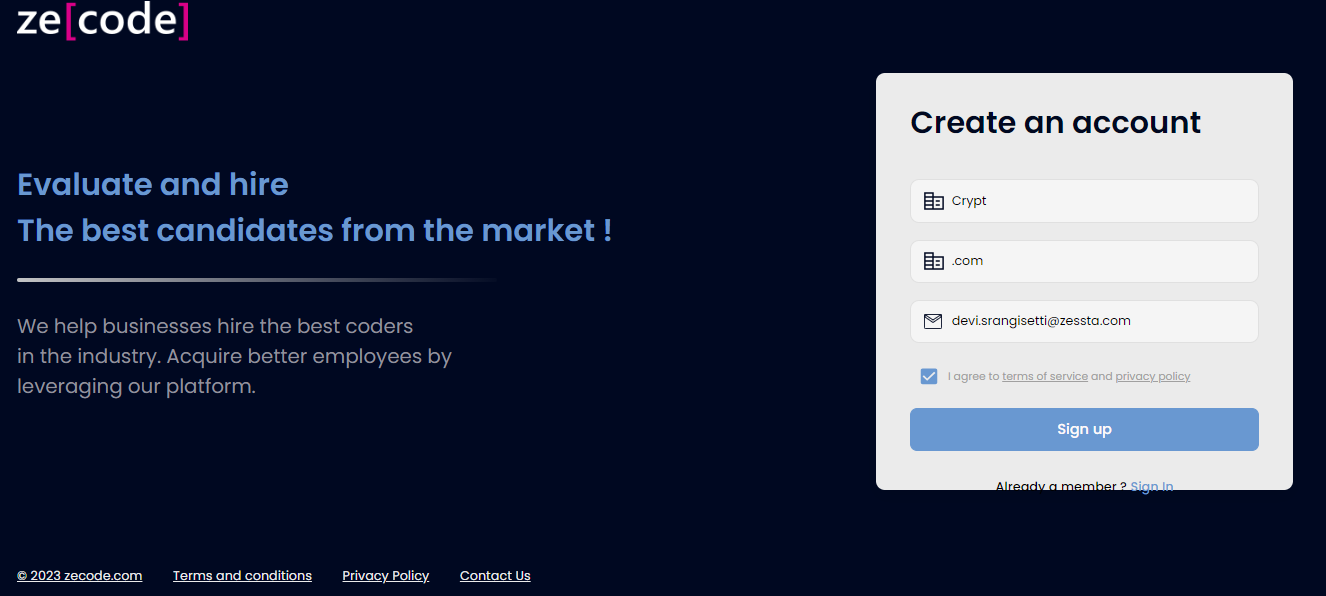 ze[code]
Create an account
Evaluate and hire
The best candidates from the market !
We help businesses hire the best coders
in the industry. Acquire better employees by
leveraging our platform.
Crypt
.com
devi.srangisetti@zessta.com
I agree to terms of service and privacy policy
Sign up
Already a member ? Sign In
© 2023 zecode.com Terms and conditions Privacy Policy Contact Us